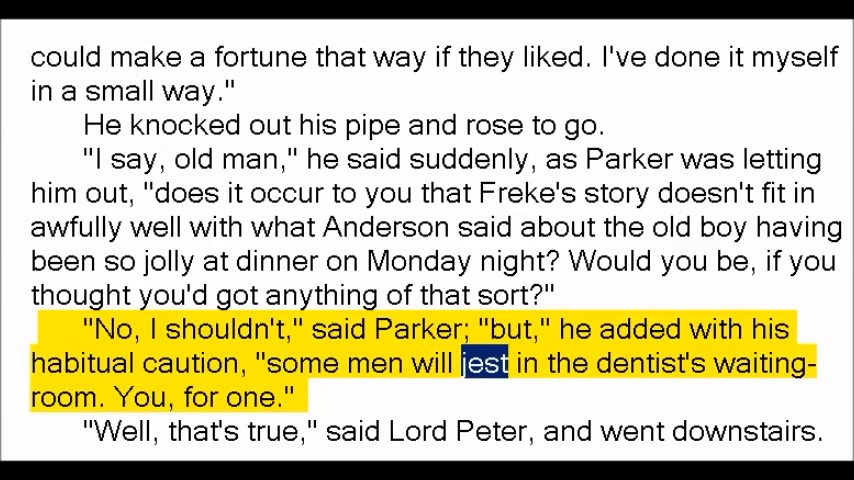 could make a fortune that way if they liked. I've done it myself
in a small way."
He knocked out his pipe and rose to go.
"I say, old man," he said suddenly, as Parker was letting
him out, "does it occur to you that Freke's story doesn't fit in
awfully well with what Anderson said about the old boy having
been so jolly at dinner on Monday night? Would you be, if you
thought you'd got anything of that sort?"
"No, I shouldn't," said Parker; "but," he added with his
habitual caution, "some men will jest in the dentist's waiting-
room. You, for one."
"Well, that's true," said Lord Peter, and went downstairs.